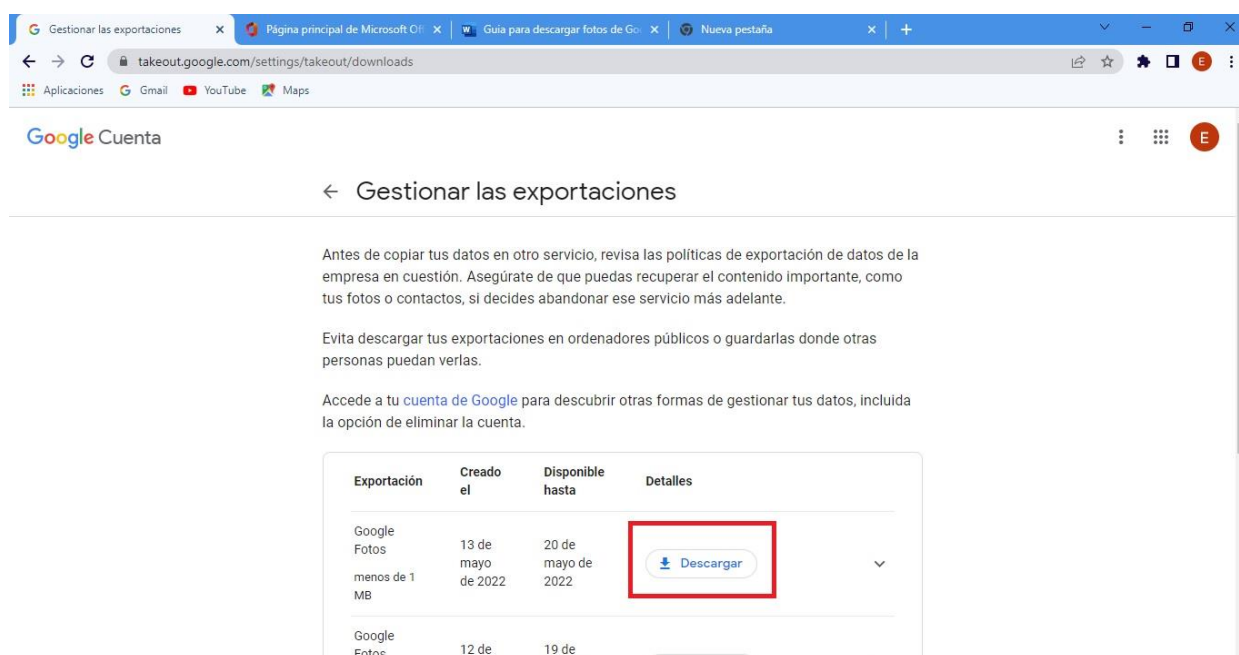 Gestionar las exportaciones
Página principal de Microsoft Of
Guia para descargar fotos de Go
Nueva pestaña
takeout.google.com/settings/takeout/downloads
E
Aplicaciones Gmail YouTube Maps
Google Cuenta
E
Gestionar las exportaciones
Antes de copiar tus datos en otro servicio, revisa las políticas de exportación de datos de la
empresa en cuestión. Asegúrate de que puedas recuperar el contenido importante, como
tus fotos o contactos, si decides abandonar ese servicio más adelante.
Evita descargar tus exportaciones en ordenadores públicos o guardarlas donde otras
personas puedan verlas.
Accede a tu cuenta de Google para descubrir otras formas de gestionar tus datos, incluida
la opción de eliminar la cuenta.
Exportación
Creado
el
Disponible
hasta
Detalles
Google
Fotos
menos de 1
MB
13 de
mayo
de 2022
20 de
mayo de
2022
Descargar
Google
Fotos
12 de
19 de